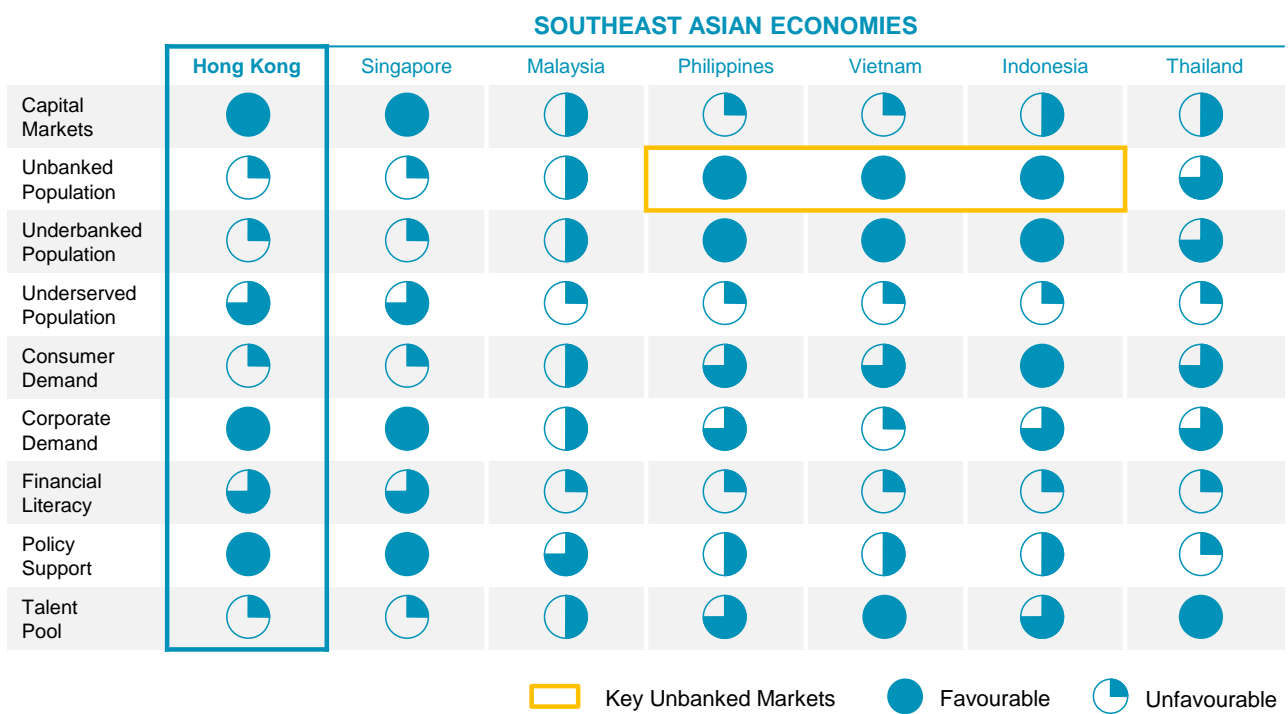 SOUTHEAST ASIAN ECONOMIES
Hong Kong Singapore Malaysia Philippines Vietnam Indonesia Thailand
Capital
Markets
Unbanked
Population
Underbanked
Population
Underserved
Population
Consumer
Demand
Corporate
Demand
Financial
Literacy
Policy
Support
Talent
Pool
Key Unbanked Markets Favourable Unfavourable